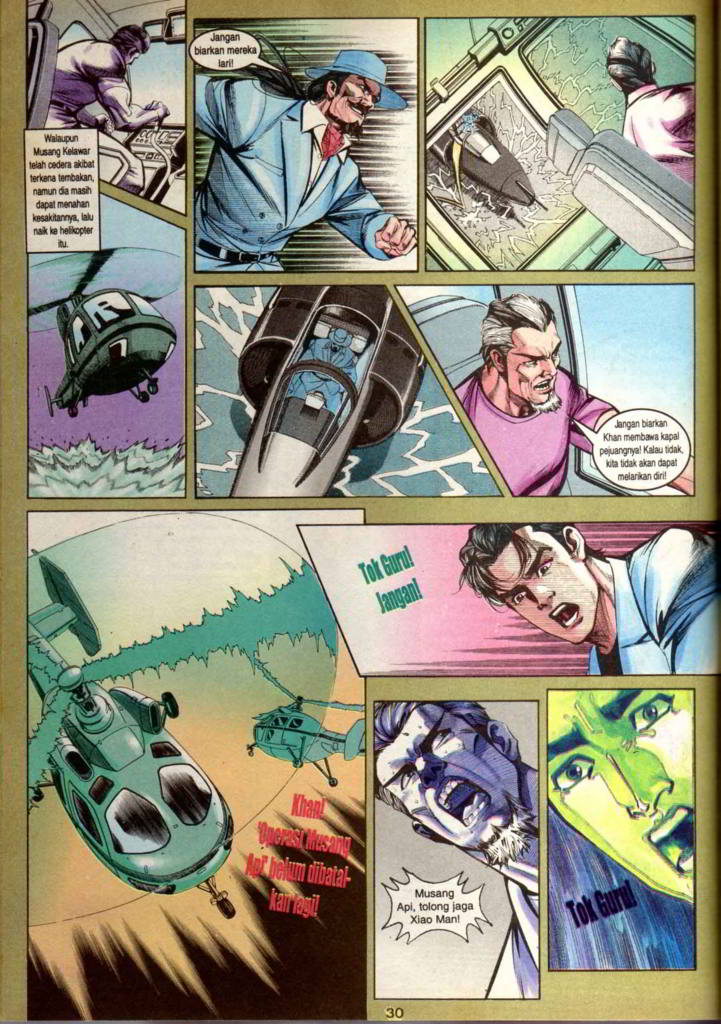 Walaupun
Musang Kelawar
telah cedera akibat
terkena tembakan,
namun dia masih
dapat menahan
kesakitannya, lalu
naik ke helikopter
itu.
Jangan
biarkan mereka
lari!
Jangan biarkan
Khan membawa kapal
pejuangnya! Kalau tidak,
kita tidak akan dapat
melarikan diri!
Tok Guru!
Jangan!
Khan!
'Operasi Musang
Api' belum dibatal-
kan lagi!
Musang
Api, tolong jaga
Xiao Man!
Tok Guru!
30